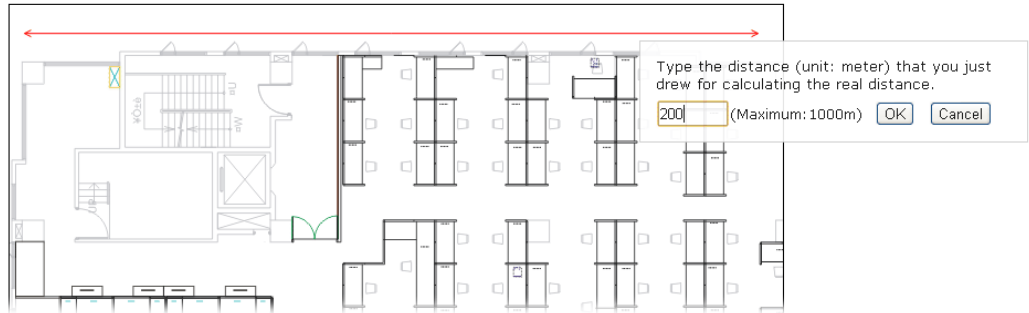 Type the distance (unit: meter) that you just
drew for calculating the real distance.
200 (Maximum: 1000m) OK Cancel